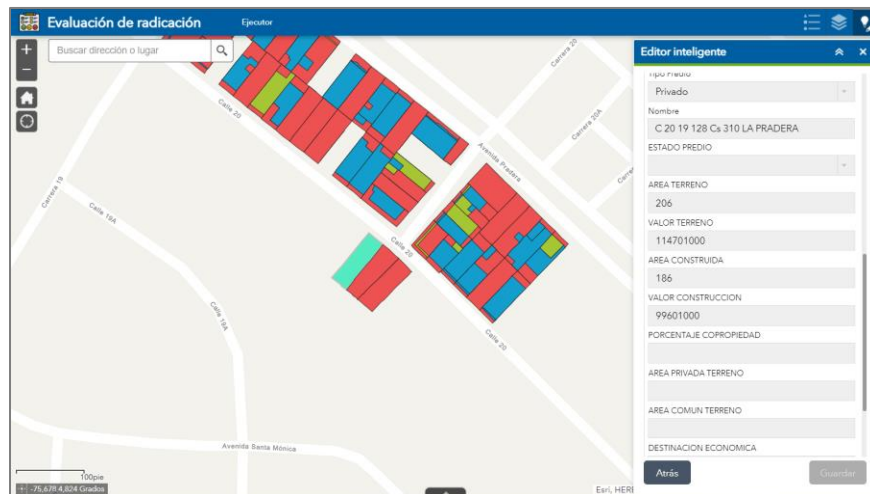 Evaluación de radicación
Ejecutor
Buscar dirección o lugar
Editor inteligente
Tipo Predio
Privado
Nombre
C 20 19 128 Cs 310 LA PRADERA
ESTADO PREDIO
AREA TERRENO
206
VALOR TERRENO
114701000
AREA CONSTRUIDA
186
VALOR CONSTRUCCION
99601000
PORCENTAJE COPROPIEDAD
AREA PRIVADA TERRENO
AREA COMUN TERRENO
DESTINACION ECONOMICA
Atrás
Guardar
Carrera 20
Carrera 20A
Calle 20
Avenida Pradera
Carrera 19
Calle 19A
Calle 20
Calle 19A
Calle 20
Avenida Santa Mónica
100pie
-75,678 4,824 Grados
Esri, HERE